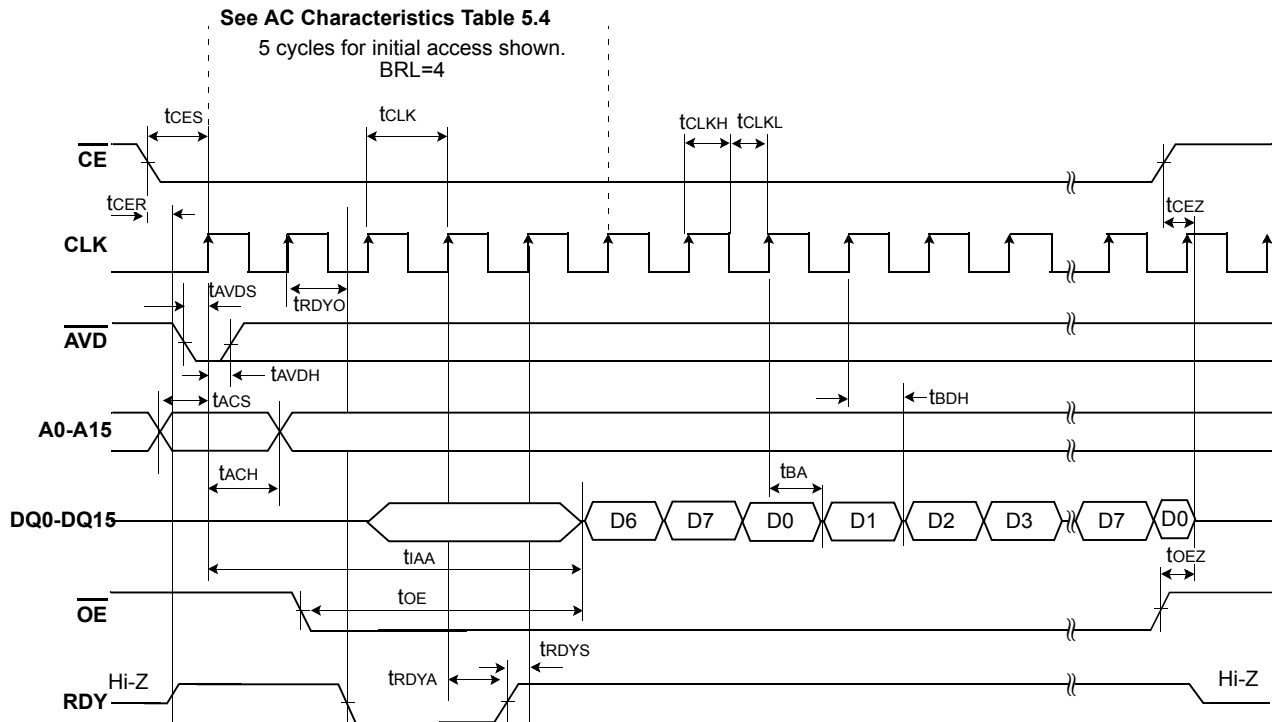 See AC Characteristics Table 5.4
5 cycles for initial access shown.
BRL=4
tCES
tCLK
tCLKH
tCLKL
CE
tCER
tCEZ
CLK
tAVDS
tRDYO
AVD
tAVDH
tACS
tBDH
A0-A15
tACH
tBA
DQ0-DQ15
D6
D7
D0
D1
D2
D3
D7
D0
tIAA
tOEZ
tOE
OE
tRDYS
tRDYA
Hi-Z
Hi-Z
RDY